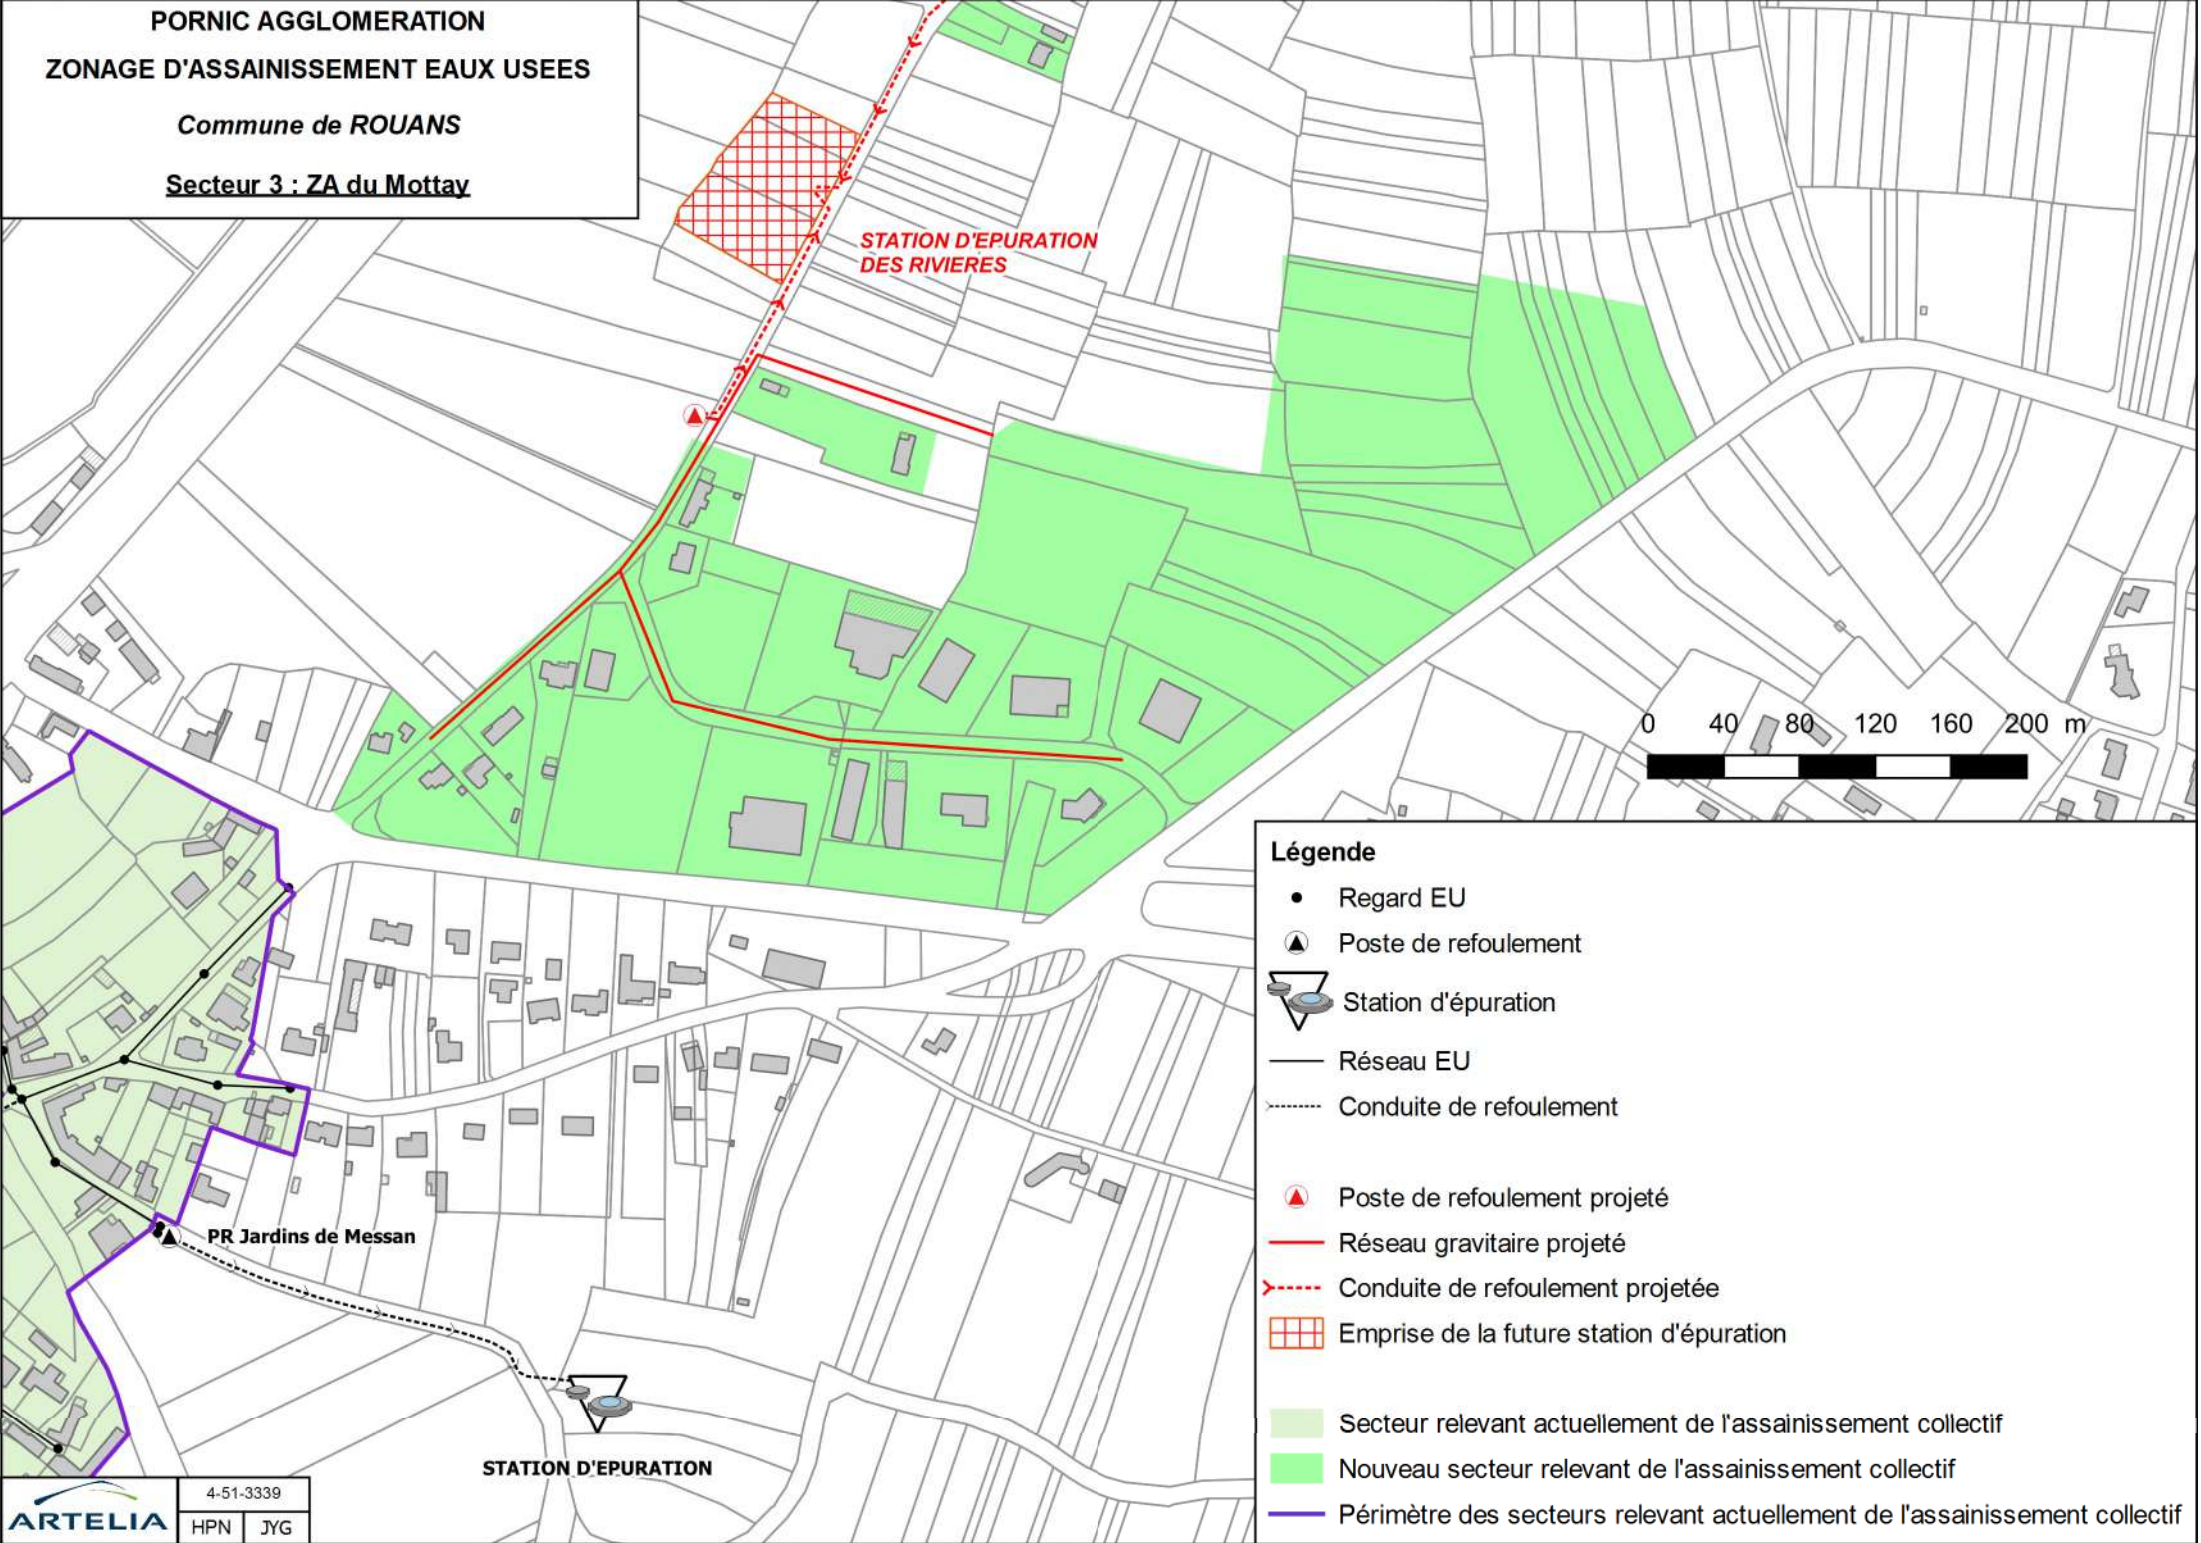 PORNIC AGGLOMERATION
ZONAGE D'ASSAINISSEMENT EAUX USEES
Commune de ROUANS
Secteur 3 : ZA du Mottay
STATION D'EPURATION
DES RIVIERES
0 40 80 120 160 200 m
PR Jardins de Messan
STATION D'EPURATION
Légende
Regard EU
Poste de refoulement
Station d'épuration
Réseau EU
Conduite de refoulement
Poste de refoulement projeté
Réseau gravitaire projeté
Conduite de refoulement projetée
Emprise de la future station d'épuration
Secteur relevant actuellement de l'assainissement collectif
Nouveau secteur relevant de l'assainissement collectif
Périmètre des secteurs relevant actuellement de l'assainissement collectif
ARTELIA
4-51-3339
HPN JYG